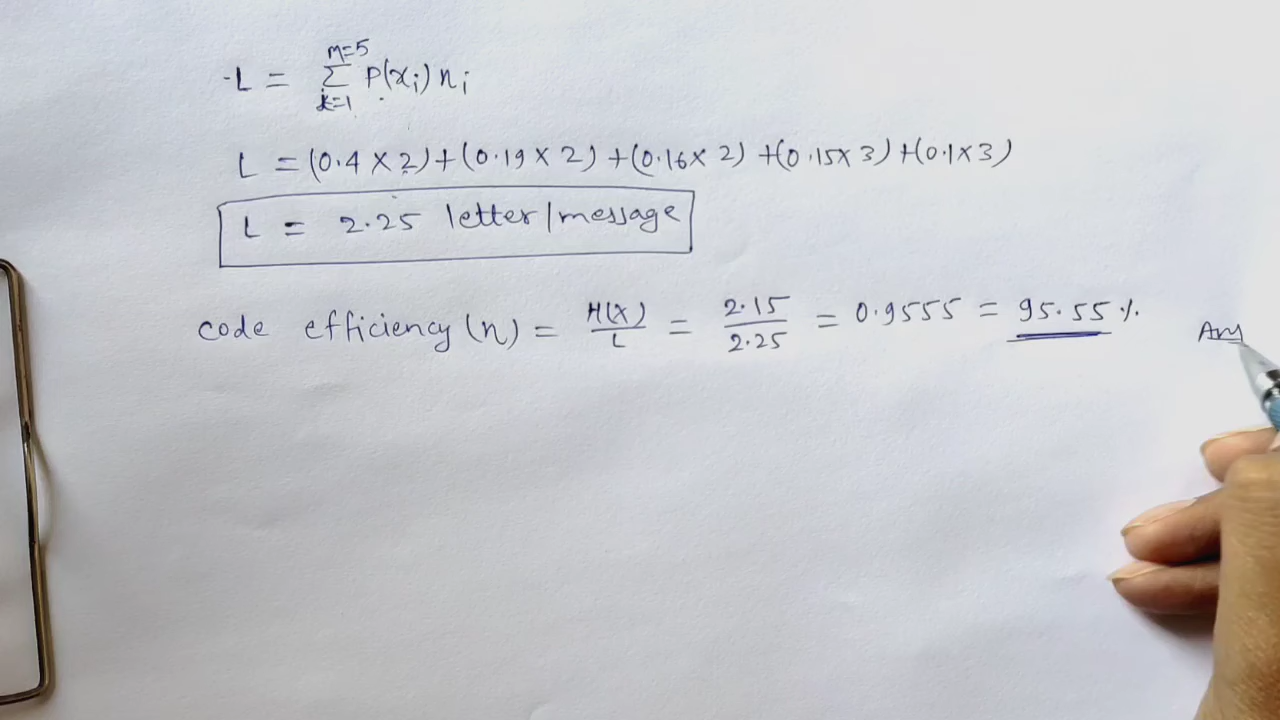 m=5
L = Σ P(xᵢ) nᵢ
k=1
L = (0.4 × 2) + (0.19 × 2) + (0.16 × 2) + (0.15 × 3) + (0.1 × 3)
L = 2.25 letter/message
code efficiency (η) = H(X)/L = 2.15/2.25 = 0.9555 = 95.55 % Ans